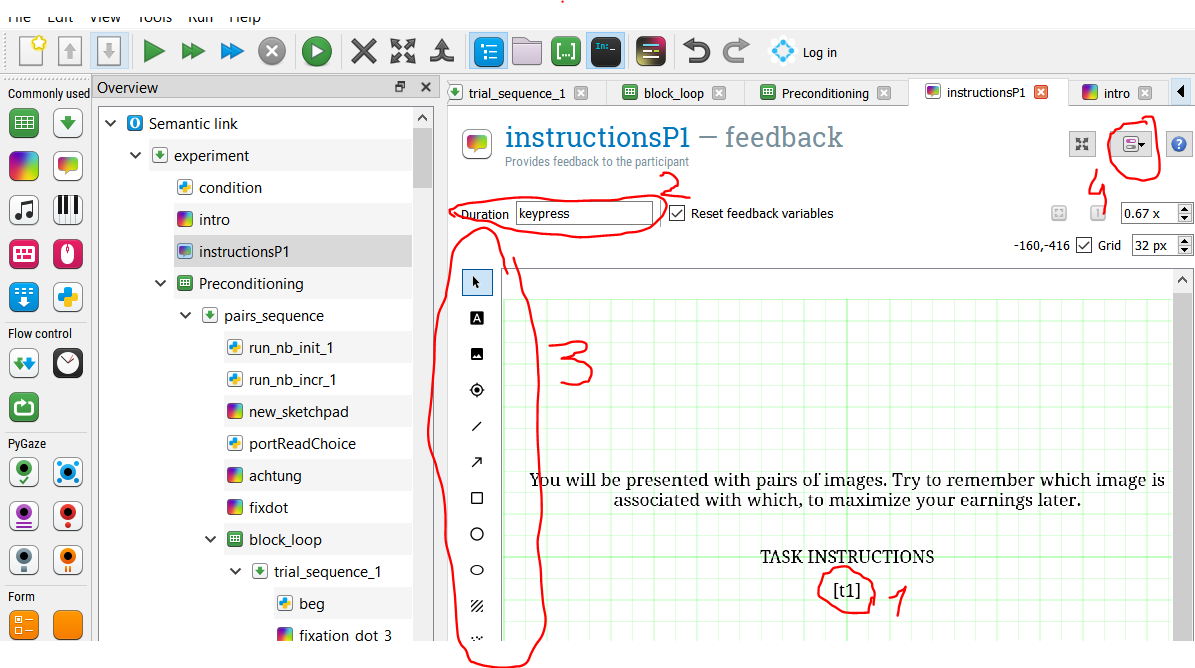 File Edit View Tools Run Help
Log in
Commonly used
Overview
trial_sequence_1
block_loop
Preconditioning
instructionsP1
intro
Semantic link
experiment
condition
intro
instructionsP1
Preconditioning
pairs_sequence
run_nb_init_1
run_nb_incr_1
new_sketchpad
portReadChoice
achtung
fixdot
block_loop
trial_sequence_1
beg
fixation_dot_3
Flow control
PyGaze
Form
instructionsP1 — feedback
Provides feedback to the participant
2
4
Duration keypress Reset feedback variables
0.67 x
-160,-416 Grid 32 px
3
You will be presented with pairs of images. Try to remember which image is
associated with which, to maximize your earnings later.
TASK INSTRUCTIONS
[t1] 1